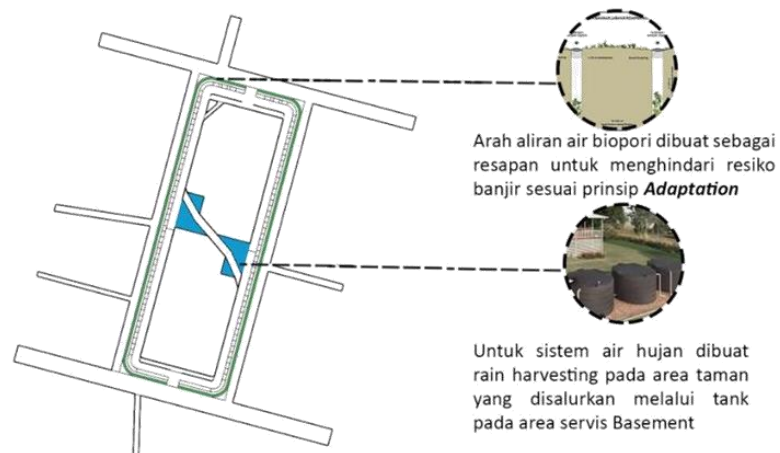 Arah aliran air biopori dibuat sebagai
resapan untuk menghindari resiko
banjir sesuai prinsip Adaptation
Untuk sistem air hujan dibuat
rain harvesting pada area taman
yang disalurkan melalui tank
pada area servis Basement